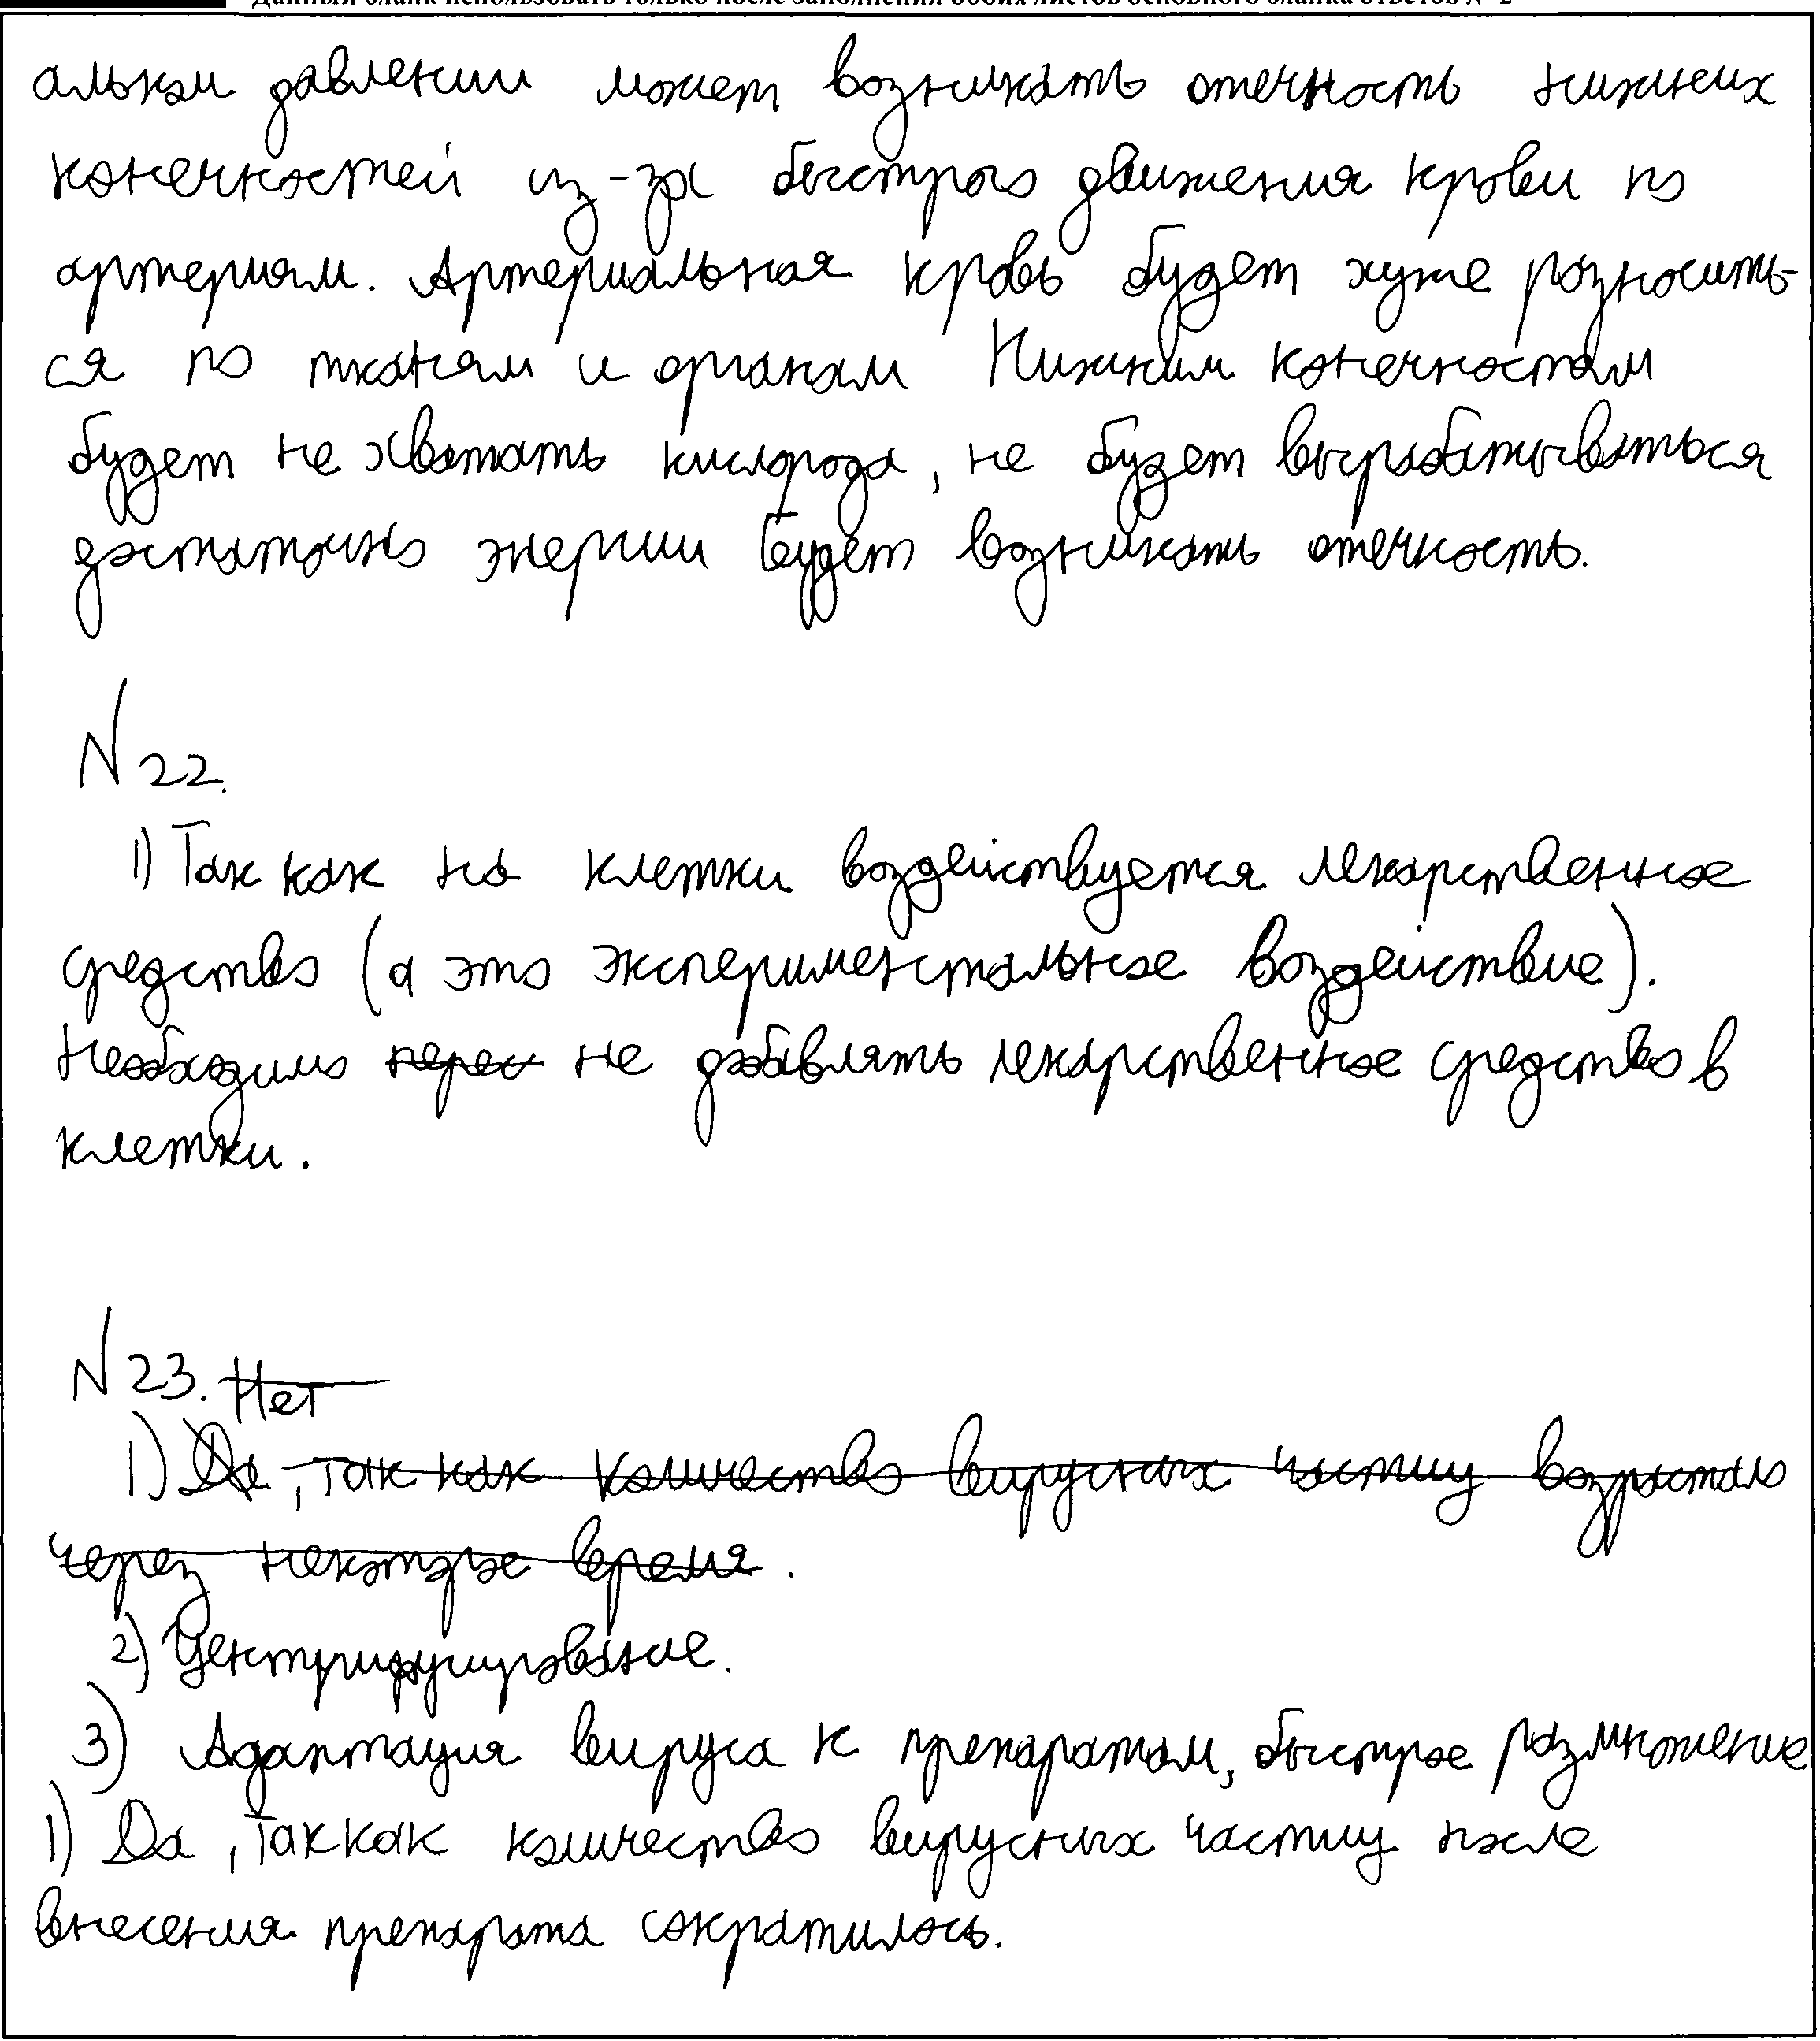 Данный бланк использовать только после заполнения обоих листов основного бланка ответов № 2
альном давлении может возникать отечность нижних
конечностей из-за быстрого движения крови по
артериям. Артериальная кровь будет хуже разносить-
ся по тканям и органам Нижним конечностям
будет не хватать кислорода, не будет вырабатываться
достаточно энергии будет возникать отечность.
N 22.
1) Так как на клетки воздействуется лекарственное
средство (а это экспериментальное воздействие).
Необходимо перес не добавлять лекарственное средство в
клетки.
N 23. Нет
1) Да, так как количество вирусных частиц возрастало
через некоторое время.
2) Центрифугирование.
3) Адаптация вируса к препаратам, быстрое размножение
1) Да, так как количество вирусных частиц после
внесения препарата сократилось.